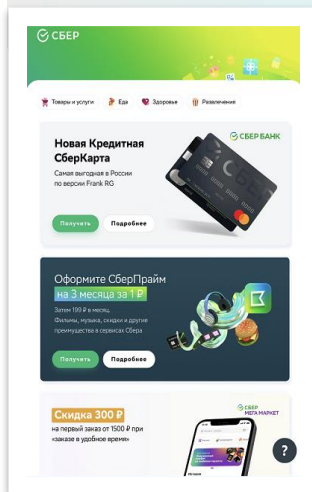 СБЕР
Товары и услуги
Еда
Здоровье
Развлечения
СБЕР БАНК
Новая Кредитная
СберКарта
Самая выгодная в России
по версии Frank RG
Получить
Подробнее
Оформите СберПрайм
на 3 месяца за 1 ₽
Затем 199 ₽ в месяц.
Фильмы, музыка, скидки и другие
преимущества в сервисах Сбера
Получить
Подробнее
Скидка 300 ₽
на первый заказ от 1500 ₽ при
«заказе в удобное время»
СБЕР
МЕГА МАРКЕТ
?